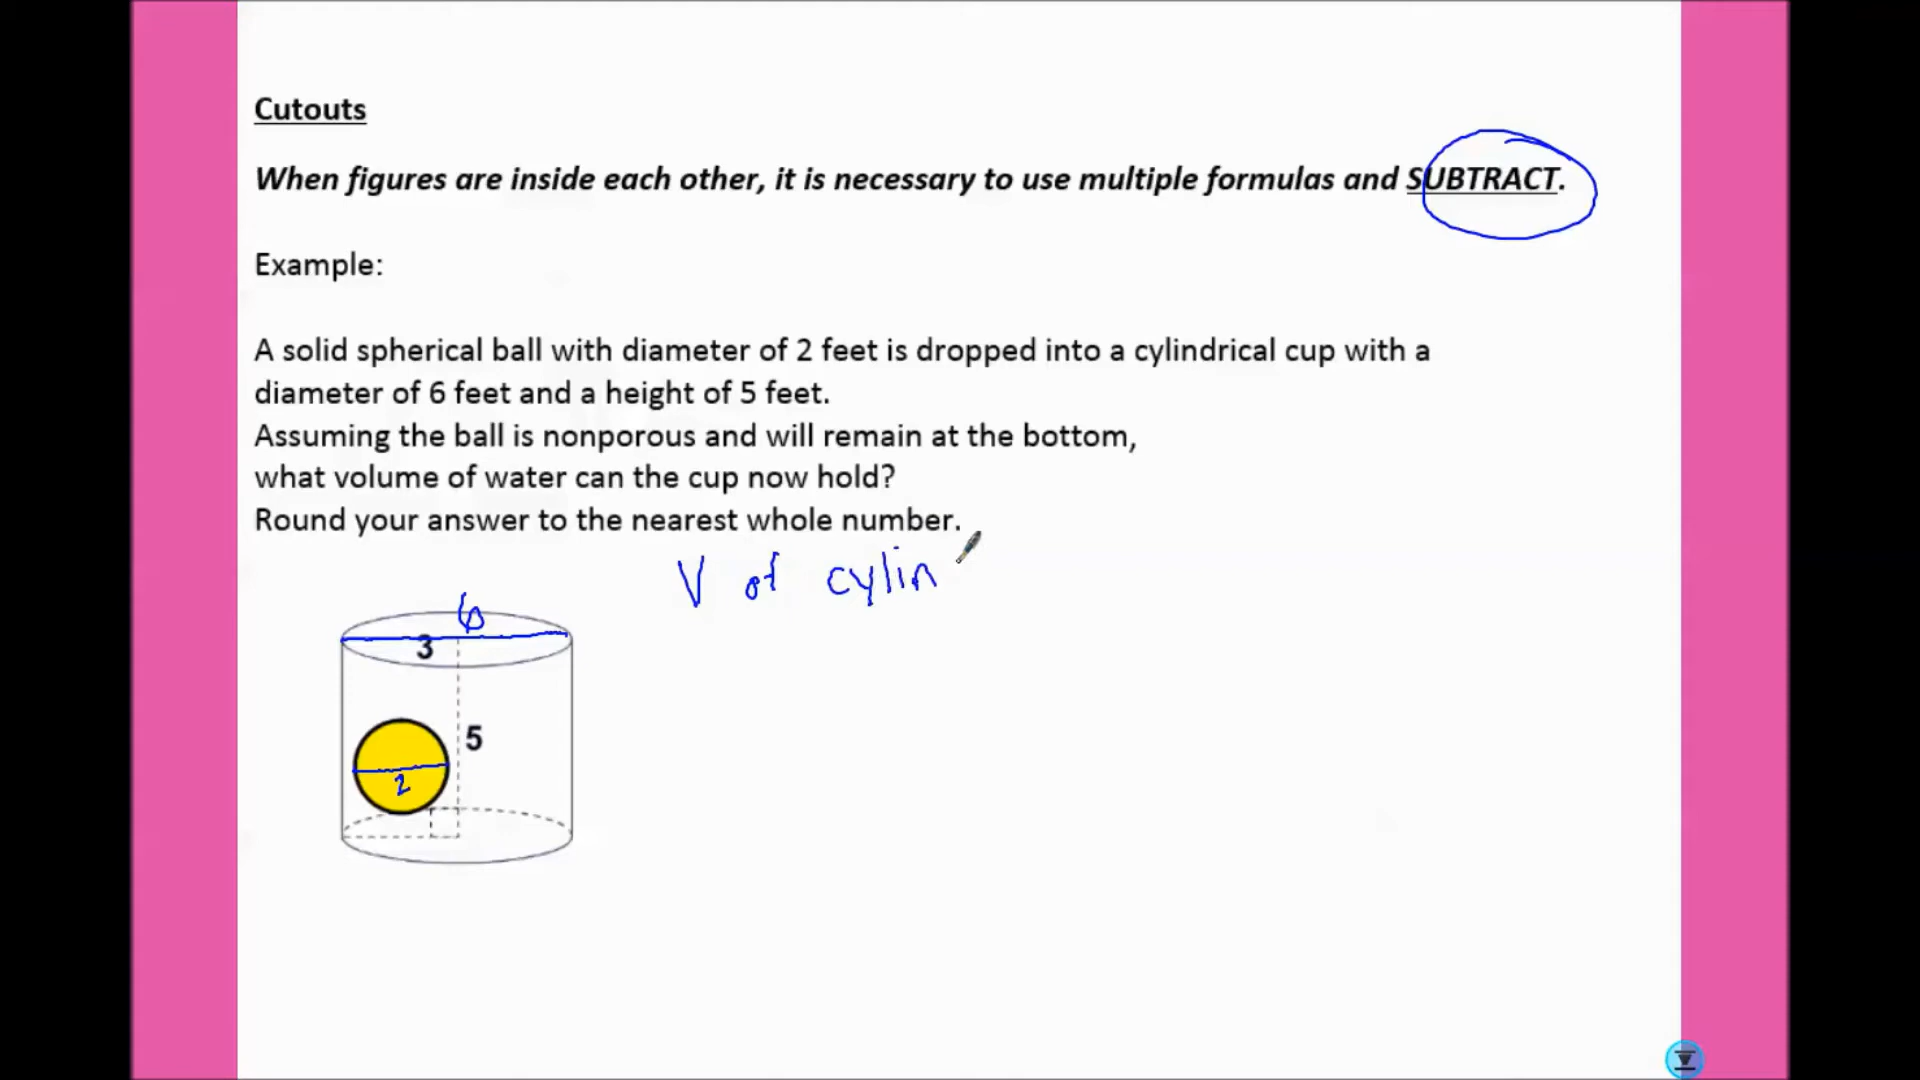 Cutouts
When figures are inside each other, it is necessary to use multiple formulas and SUBTRACT.
Example:
A solid spherical ball with diameter of 2 feet is dropped into a cylindrical cup with a
diameter of 6 feet and a height of 5 feet.
Assuming the ball is nonporous and will remain at the bottom,
what volume of water can the cup now hold?
Round your answer to the nearest whole number.
V of cylin
6
3
5
2